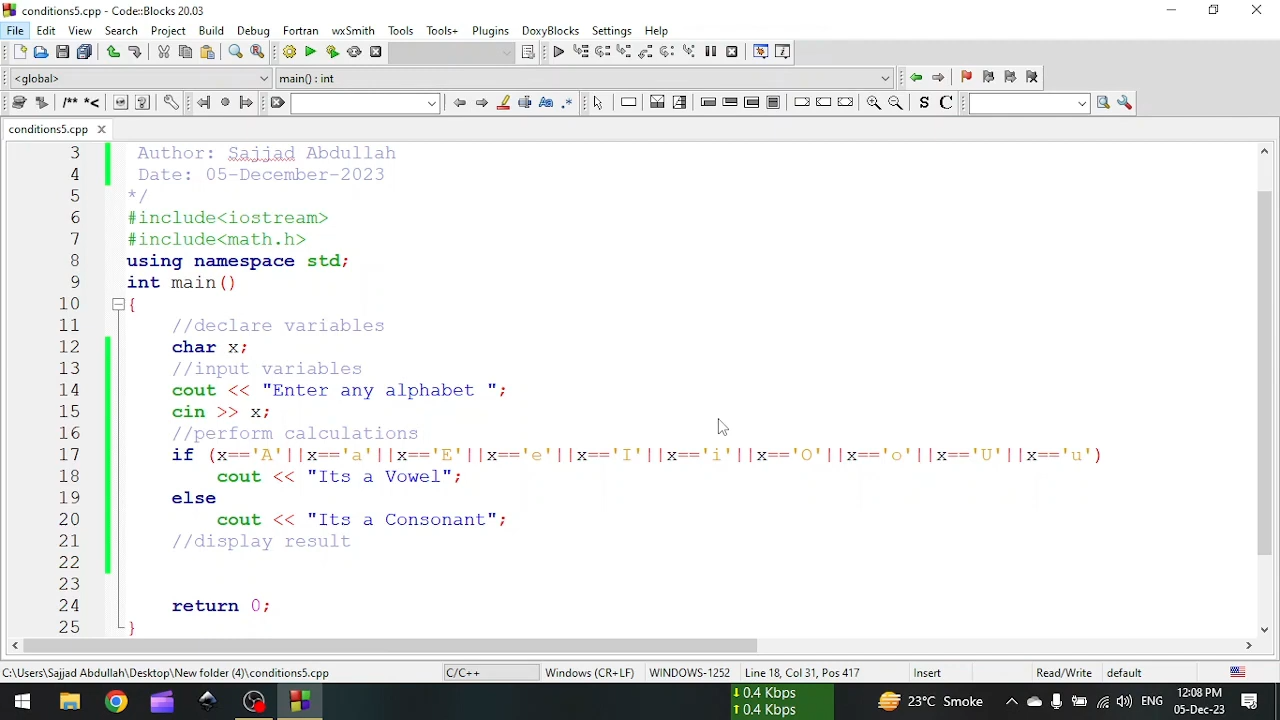 conditions5.cpp - Code::Blocks 20.03
File Edit View Search Project Build Debug Fortran wxSmith Tools Tools+ Plugins DoxyBlocks Settings Help
<global> main() : int
/** *< Aa .* S C
conditions5.cpp
3 Author: Sajjad Abdullah
4 Date: 05-December-2023
5 */
6 #include<iostream>
7 #include<math.h>
8 using namespace std;
9 int main()
10 {
11 //declare variables
12 char x;
13 //input variables
14 cout << "Enter any alphabet ";
15 cin >> x;
16 //perform calculations
17 if (x=='A'||x=='a'||x=='E'||x=='e'||x=='I'||x=='i'||x=='O'||x=='o'||x=='U'||x=='u')
18 cout << "Its a Vowel";
19 else
20 cout << "Its a Consonant";
21 //display result
22
23
24 return 0;
25 }
C:\Users\Sajjad Abdullah\Desktop\New folder (4)\conditions5.cpp C/C++ Windows (CR+LF) WINDOWS-1252 Line 18, Col 31, Pos 417 Insert Read/Write default
↓ 0.4 Kbps
↑ 0.4 Kbps
23°C Smoke
ENG
12:08 PM
05-Dec-23